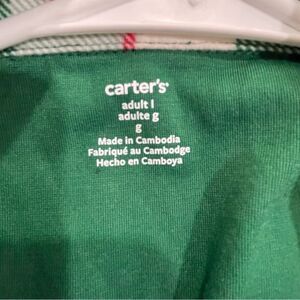 carter's
adult l
adulte g
g
Made in Cambodia
Fabriqué au Cambodge
Hecho en Camboya